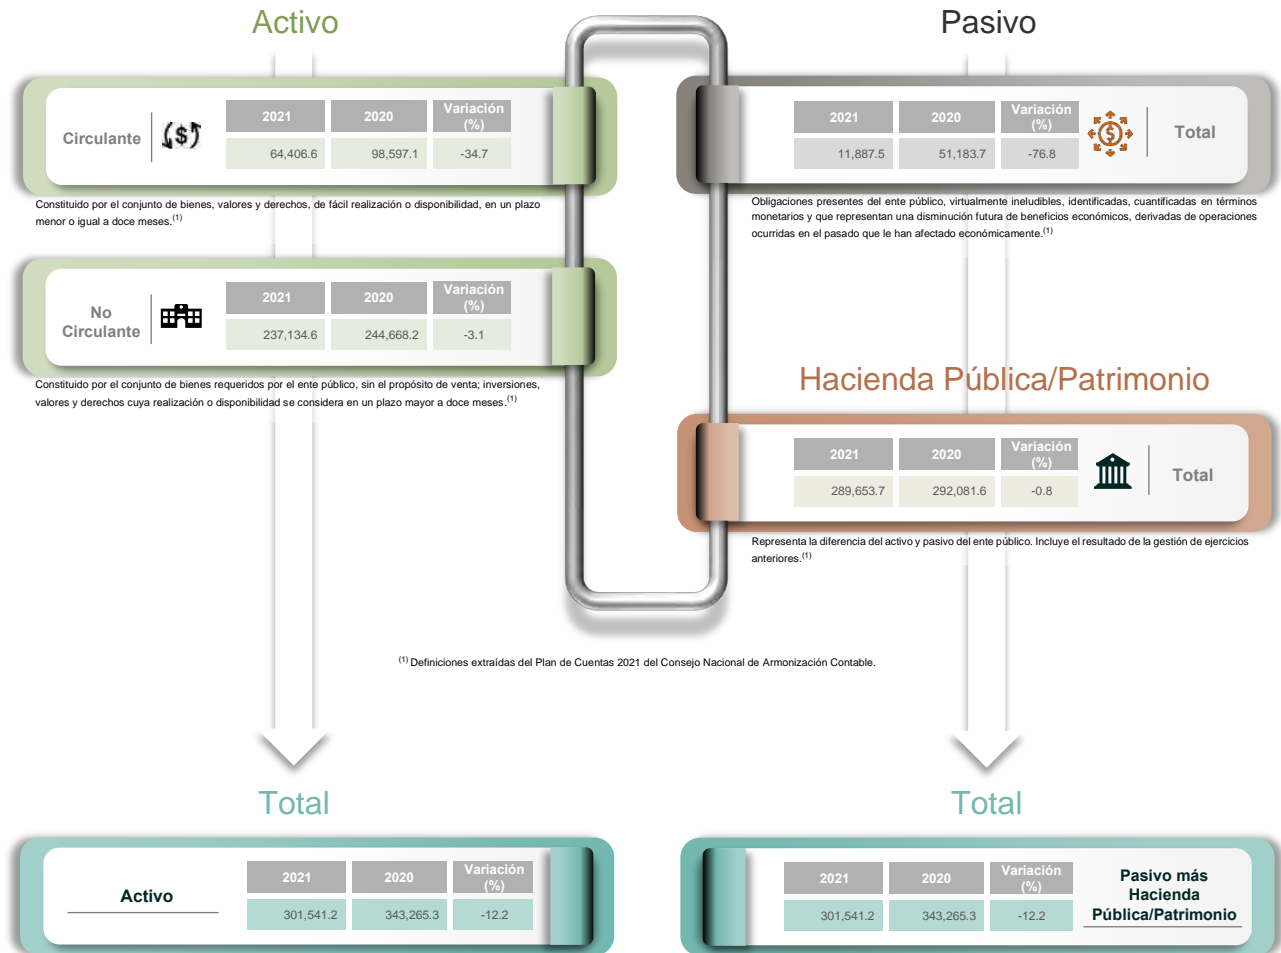 Activo
Circulante
2021 2020 Variación (%)
64,406.6 98,597.1 -34.7
Constituido por el conjunto de bienes, valores y derechos, de fácil realización o disponibilidad, en un plazo
menor o igual a doce meses.(1)
No Circulante
2021 2020 Variación (%)
237,134.6 244,668.2 -3.1
Constituido por el conjunto de bienes requeridos por el ente público, sin el propósito de venta; inversiones,
valores y derechos cuya realización o disponibilidad se considera en un plazo mayor a doce meses.(1)
Pasivo
2021 2020 Variación (%)
11,887.5 51,183.7 -76.8
Total
Obligaciones presentes del ente público, virtualmente ineludibles, identificadas, cuantificadas en términos
monetarios y que representan una disminución futura de beneficios económicos, derivadas de operaciones
ocurridas en el pasado que le han afectado económicamente.(1)
Hacienda Pública/Patrimonio
2021 2020 Variación (%)
289,653.7 292,081.6 -0.8
Total
Representa la diferencia del activo y pasivo del ente público. Incluye el resultado de la gestión de ejercicios
anteriores.(1)
(1) Definiciones extraídas del Plan de Cuentas 2021 del Consejo Nacional de Armonización Contable.
Total
Activo
2021 2020 Variación (%)
301,541.2 343,265.3 -12.2
Total
2021 2020 Variación (%)
301,541.2 343,265.3 -12.2
Pasivo más
Hacienda
Pública/Patrimonio